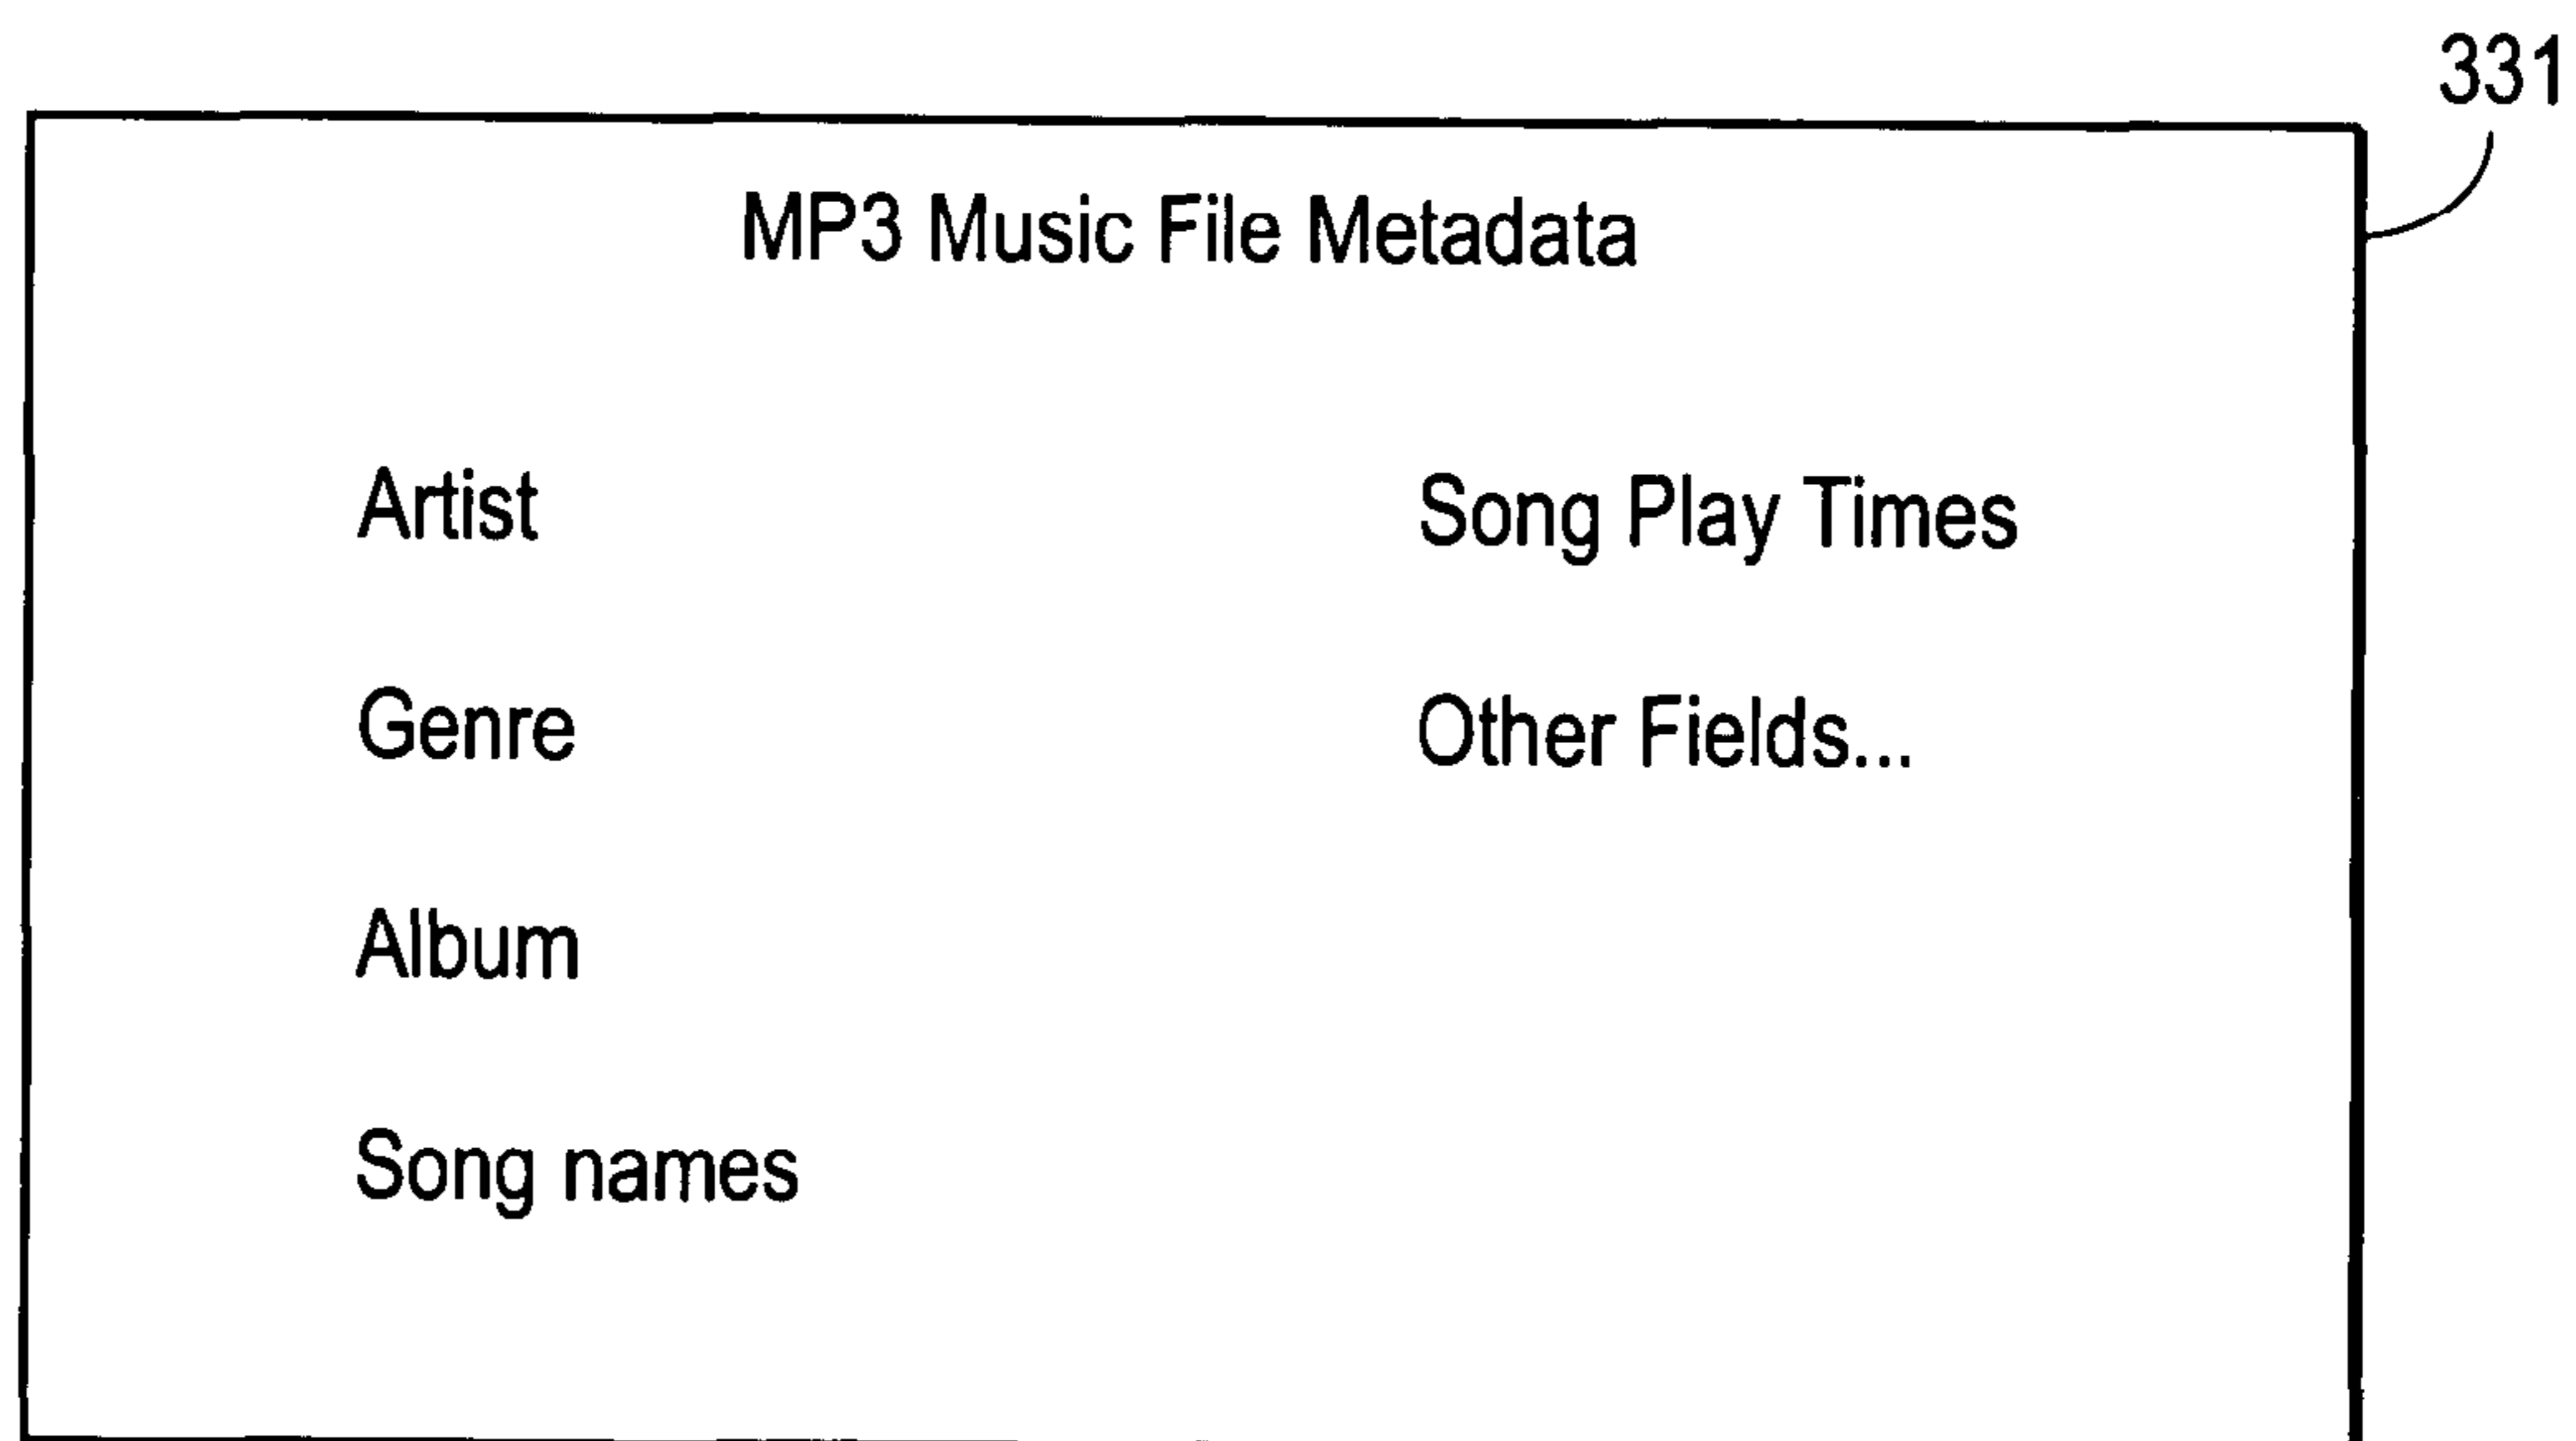 331
MP3 Music File Metadata
Artist
Genre
Album
Song names
Song Play Times
Other Fields...